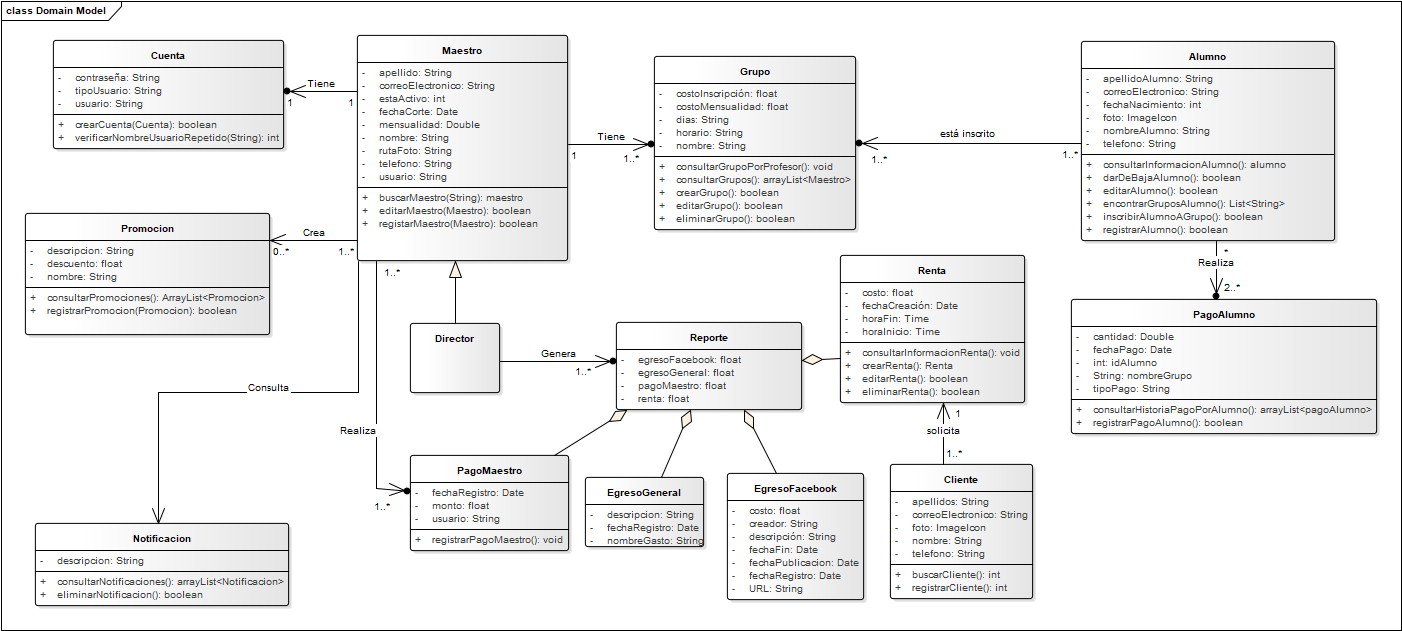 class Domain Model
Cuenta
- contraseña: String
- tipoUsuario: String
- usuario: String
+ crearCuenta(Cuenta): boolean
+ verificarNombreUsuarioRepetido(String): int
Tiene
1
1
Maestro
- apellido: String
- correoElectronico: String
- estaActivo: int
- fechaCorte: Date
- mensualidad: Double
- nombre: String
- rutaFoto: String
- telefono: String
- usuario: String
+ buscarMaestro(String): maestro
+ editarMaestro(Maestro): boolean
+ registarMaestro(Maestro): boolean
Tiene
1
1..*
Grupo
- costoInscripción: float
- costoMensualidad: float
- dias: String
- horario: String
- nombre: String
+ consultarGrupoPorProfesor(): void
+ consultarGrupos(): arrayList<Maestro>
+ crearGrupo(): boolean
+ editarGrupo(): boolean
+ eliminarGrupo(): boolean
está inscrito
1..*
1..*
Alumno
- apellidoAlumno: String
- correoElectronico: String
- fechaNacimiento: int
- foto: ImageIcon
- nombreAlumno: String
- telefono: String
+ consultarInformacionAlumno(): alumno
+ darDeBajaAlumno(): boolean
+ editarAlumno(): boolean
+ encontrarGruposAlumno(): List<String>
+ inscribirAlumnoAGrupo(): boolean
+ registrarAlumno(): boolean
Promocion
- descripcion: String
- descuento: float
- nombre: String
+ consultarPromociones(): ArrayList<Promocion>
+ registrarPromocion(Promocion): boolean
Crea
0..*
1..*
1..*
*
Realiza
2..*
Renta
- costo: float
- fechaCreación: Date
- horaFin: Time
- horaInicio: Time
+ consultarInformacionRenta(): void
+ crearRenta(): Renta
+ editarRenta(): boolean
+ eliminarRenta(): boolean
PagoAlumno
- cantidad: Double
- fechaPago: Date
- int: idAlumno
- String: nombreGrupo
- tipoPago: String
+ consultarHistoriaPagoPorAlumno(): arrayList<pagoAlumno>
+ registrarPagoAlumno(): boolean
Director
Genera
1..*
Reporte
- egresoFacebook: float
- egresoGeneral: float
- pagoMaestro: float
- renta: float
Consulta
Realiza
1..*
1
solicita
1..*
PagoMaestro
- fechaRegistro: Date
- monto: float
- usuario: String
+ registrarPagoMaestro(): void
EgresoGeneral
- descripcion: String
- fechaRegistro: Date
- nombreGasto: String
EgresoFacebook
- costo: float
- creador: String
- descripción: String
- fechaFin: Date
- fechaPublicacion: Date
- fechaRegistro: Date
- URL: String
Cliente
- apellidos: String
- correoElectronico: String
- foto: ImageIcon
- nombre: String
- telefono: String
+ buscarCliente(): int
+ registrarCliente(): int
Notificacion
- descripcion: String
+ consultarNotificaciones(): arrayList<Notificacion>
+ eliminarNotificacion(): boolean